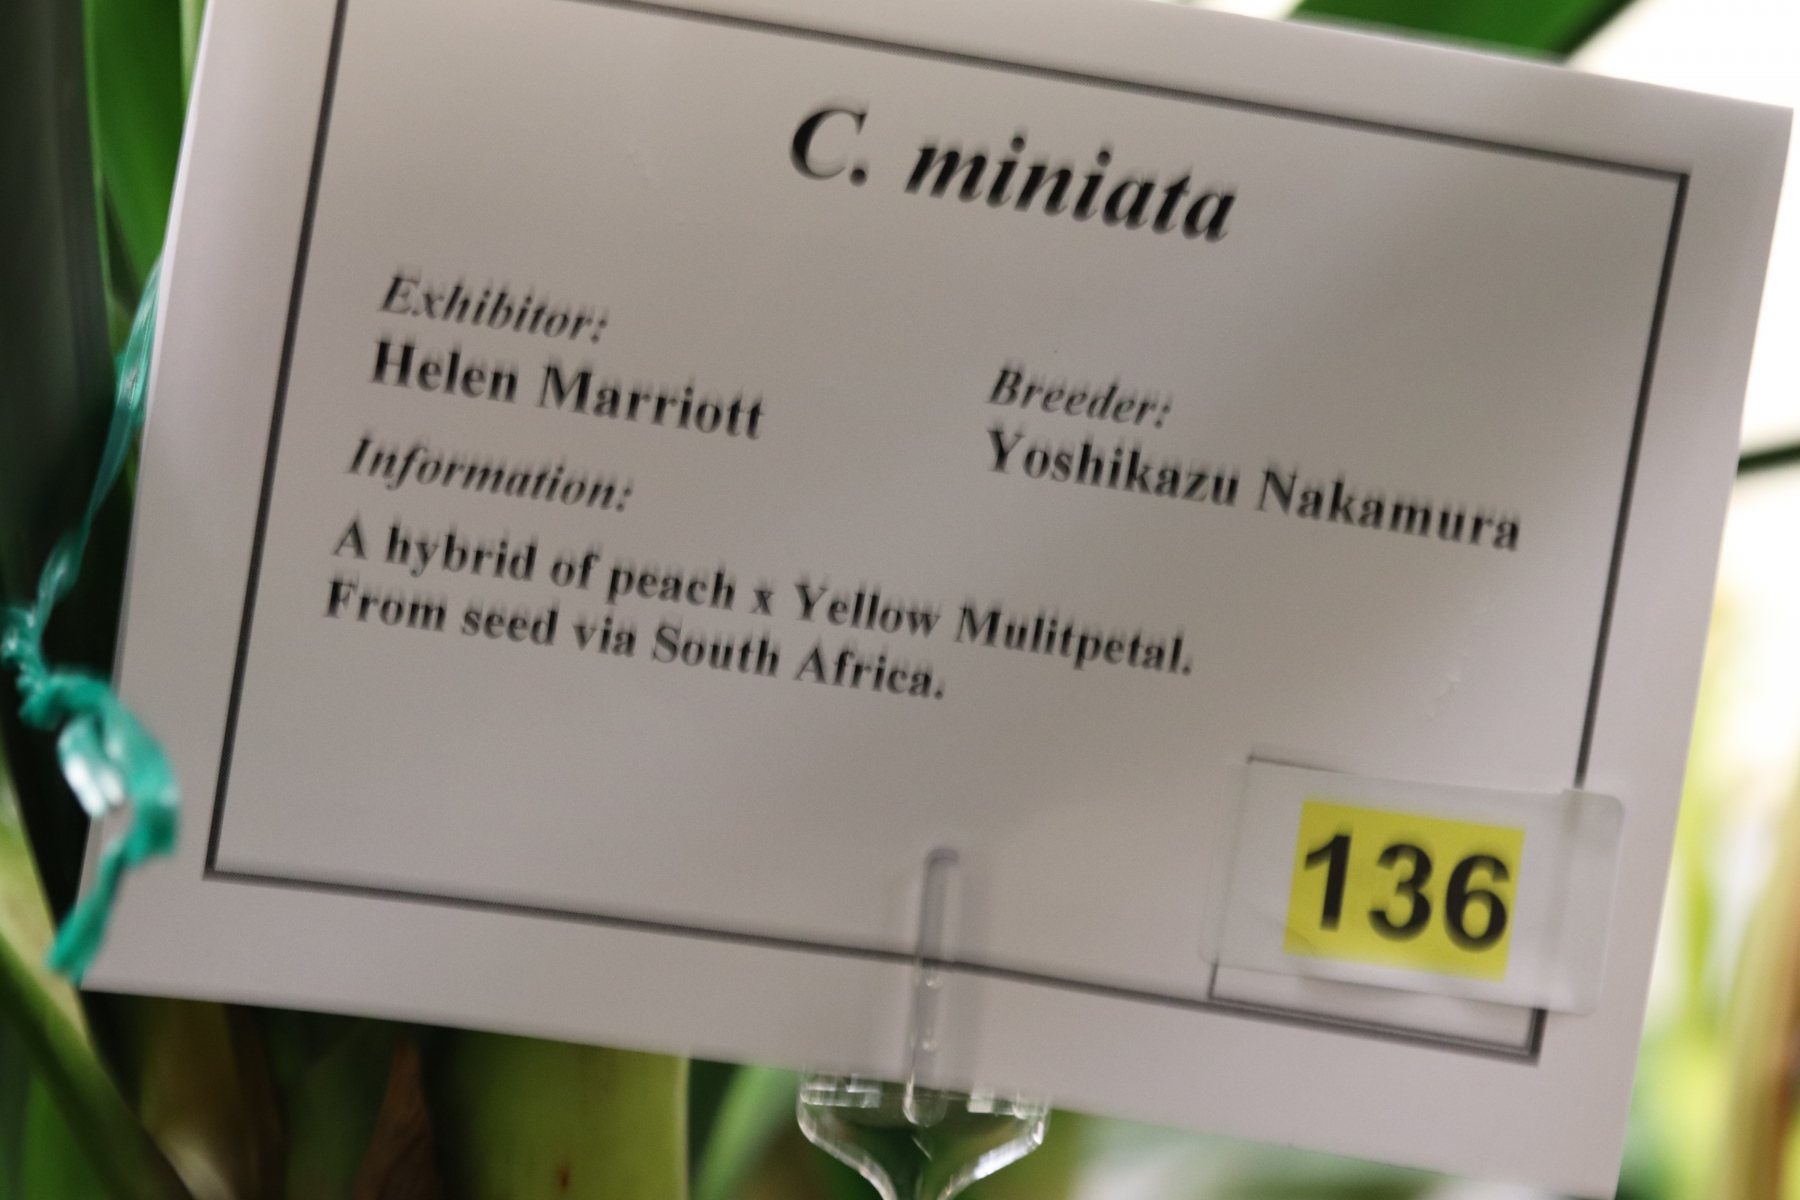 C. miniata
Exhibitor:
Helen Marriott
Breeder:
Yoshikazu Nakamura
Information:
A hybrid of peach x Yellow Mulitpetal.
From seed via South Africa.
136